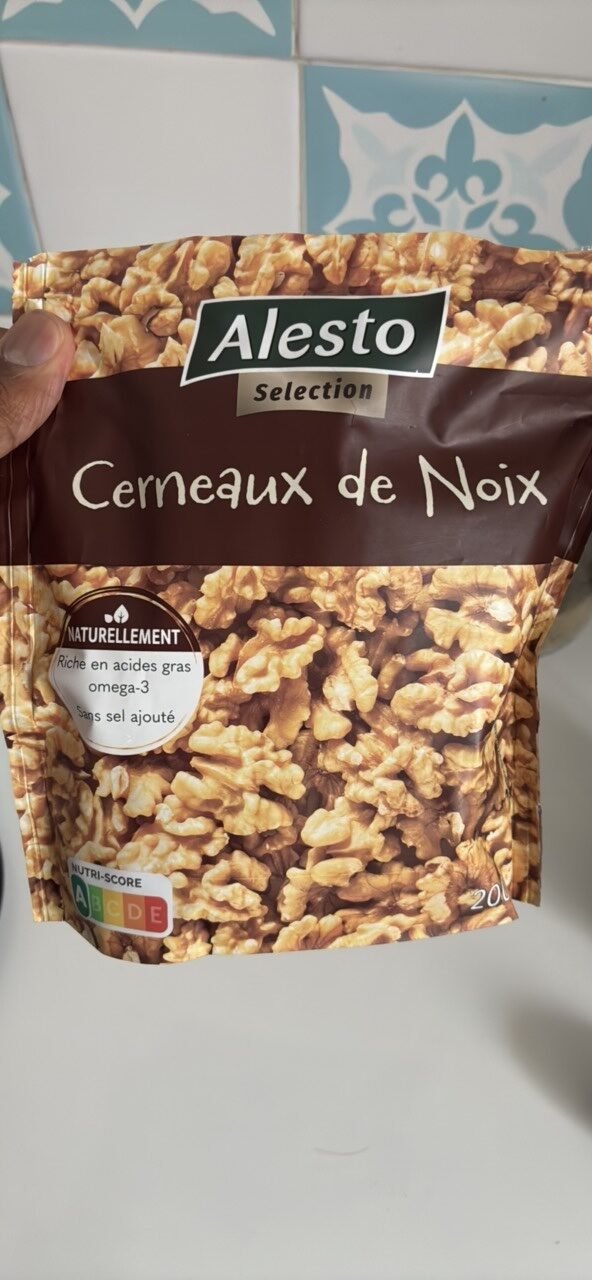 Alesto
Selection
Cerneaux de Noix
NATURELLEMENT
Riche en acides gras
omega-3
Sans sel ajouté
NUTRI-SCORE
A B C D E